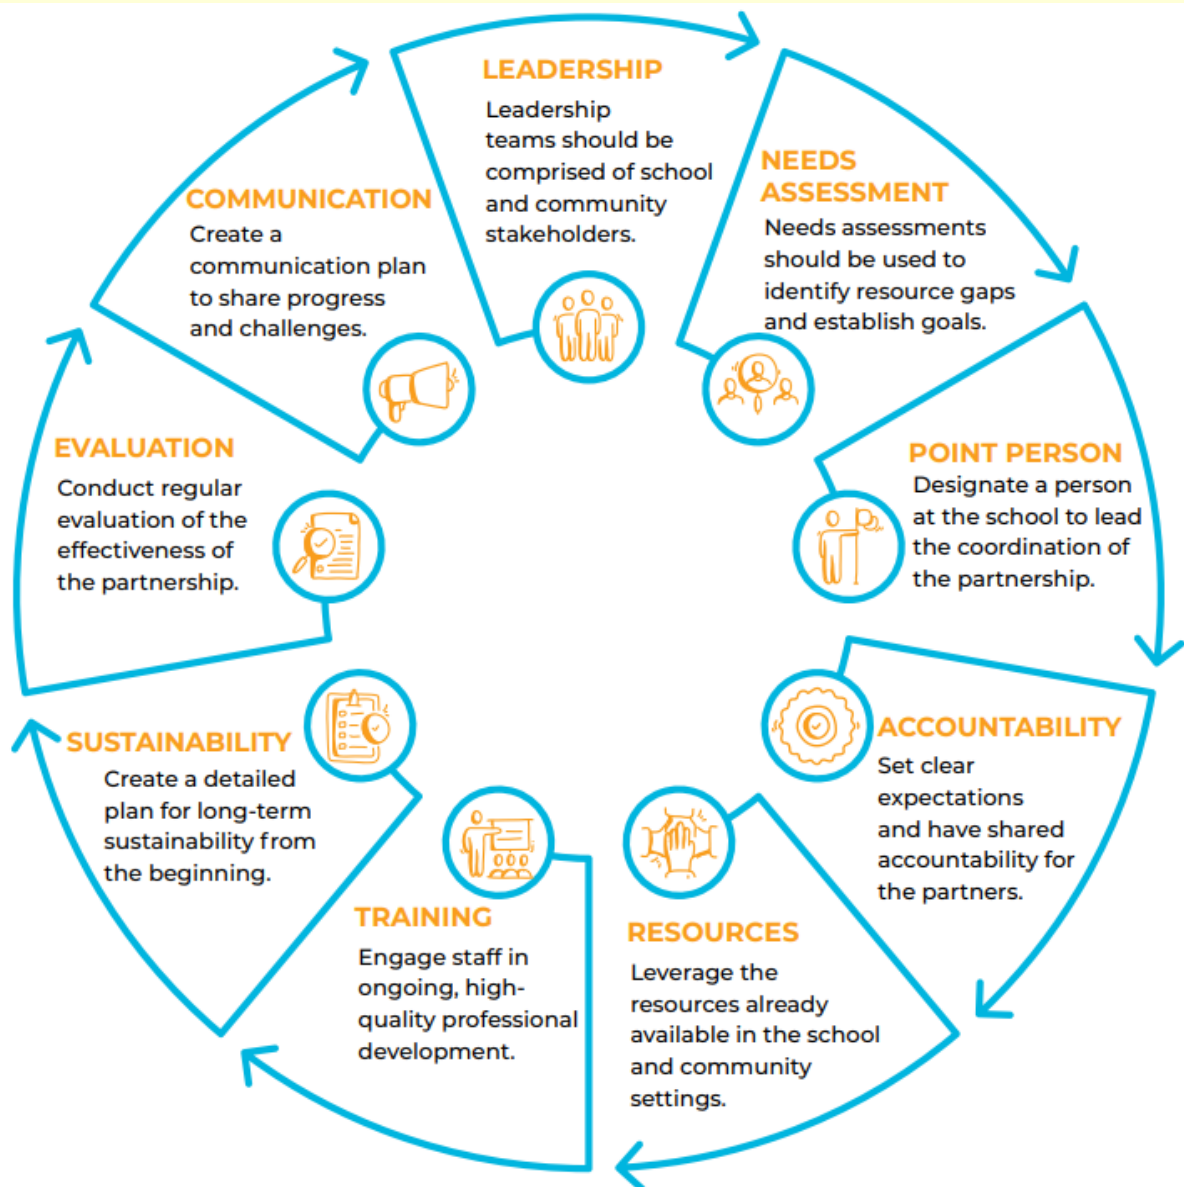 LEADERSHIP
Leadership
teams should be
comprised of school
and community
stakeholders.
NEEDS
ASSESSMENT
Needs assessments
should be used to
identify resource gaps
and establish goals.
POINT PERSON
Designate a person
at the school to lead
the coordination of
the partnership.
ACCOUNTABILITY
Set clear
expectations
and have shared
accountability for
the partners.
RESOURCES
Leverage the
resources already
available in the school
and community
settings.
TRAINING
Engage staff in
ongoing, high-
quality professional
development.
SUSTAINABILITY
Create a detailed
plan for long-term
sustainability from
the beginning.
EVALUATION
Conduct regular
evaluation of the
effectiveness of
the partnership.
COMMUNICATION
Create a
communication plan
to share progress
and challenges.